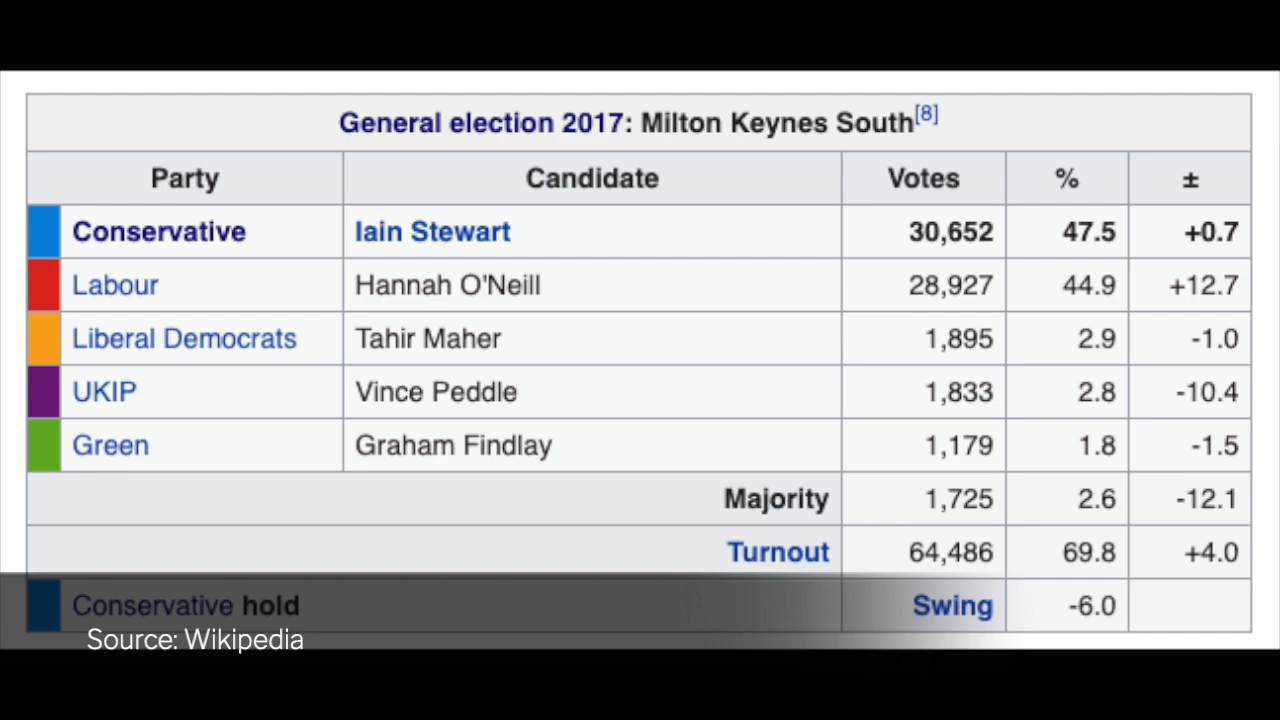 General election 2017: Milton Keynes South[8]
Party Candidate Votes % ±
Conservative Iain Stewart 30,652 47.5 +0.7
Labour Hannah O'Neill 28,927 44.9 +12.7
Liberal Democrats Tahir Maher 1,895 2.9 -1.0
UKIP Vince Peddle 1,833 2.8 -10.4
Green Graham Findlay 1,179 1.8 -1.5
Majority 1,725 2.6 -12.1
Turnout 64,486 69.8 +4.0
Conservative hold Swing -6.0
Source: Wikipedia